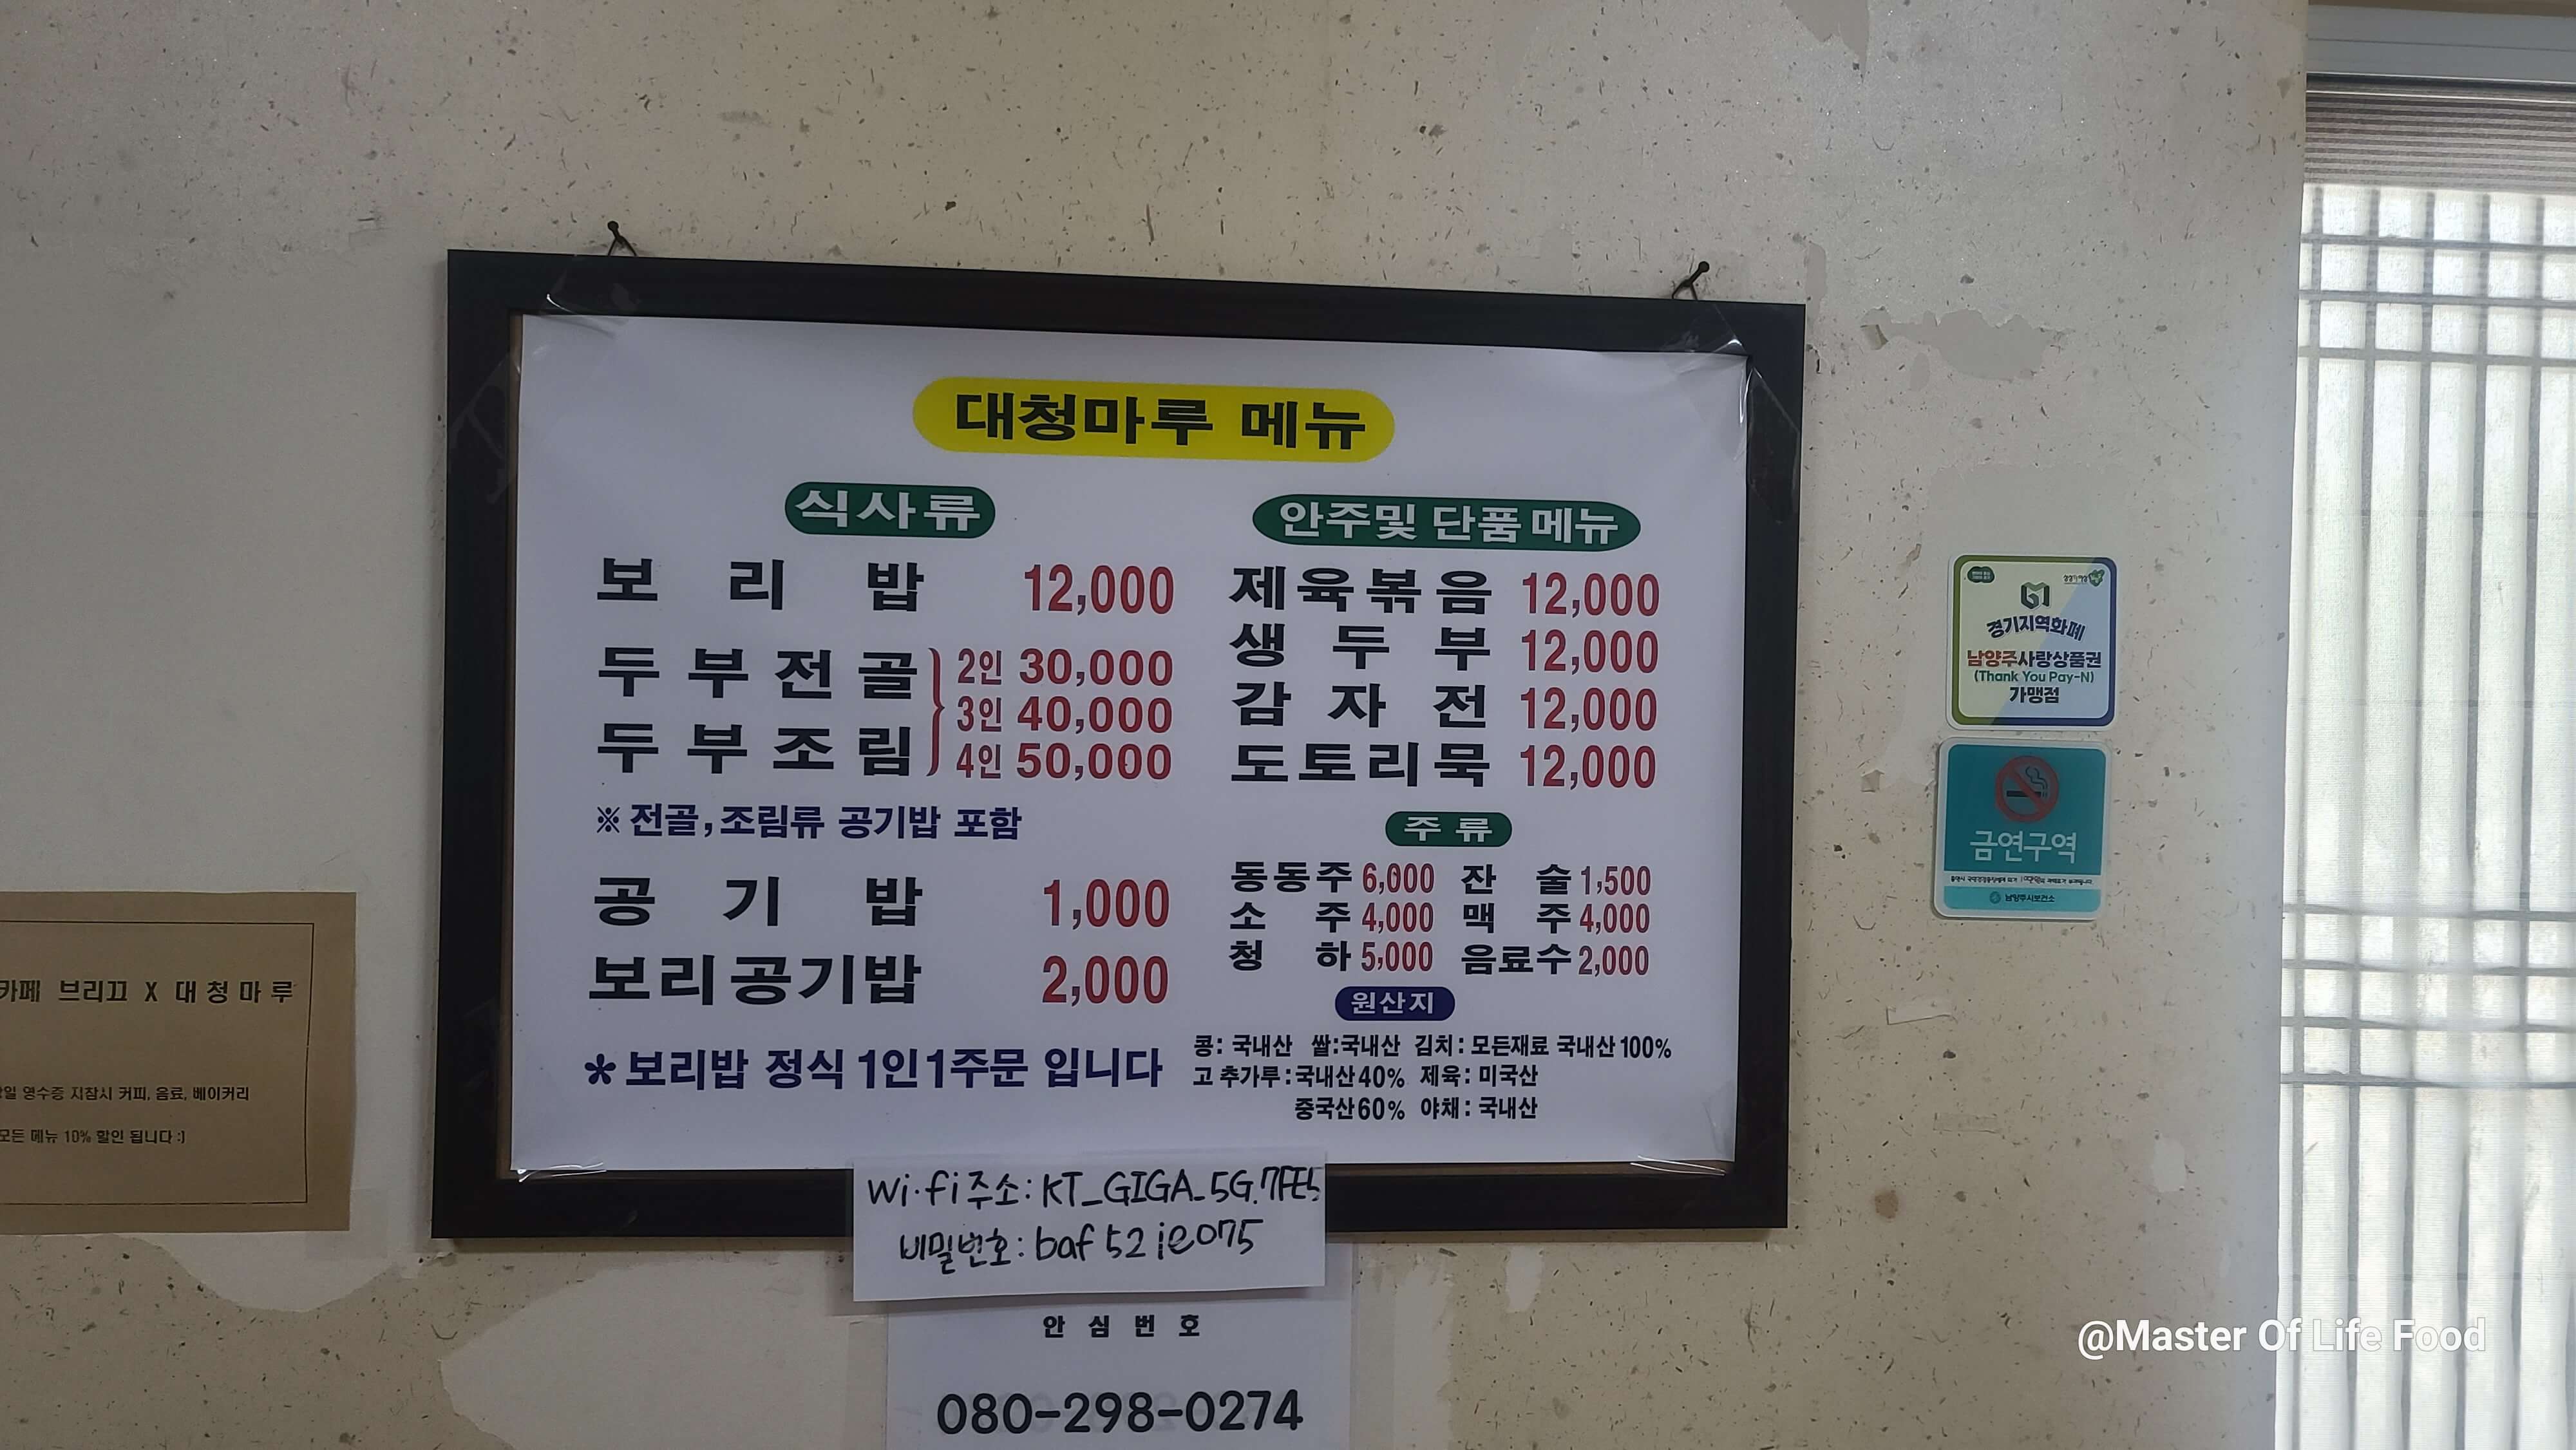 대청마루 메뉴
식사류
보리밥 12,000
두부전골
두부조림
2인 30,000
3인 40,000
4인 50,000
※ 전골, 조림류 공기밥 포함
공기밥 1,000
보리공기밥 2,000
* 보리밥 정식 1인1주문 입니다
안주및 단품메뉴
제육볶음 12,000
생두부 12,000
감자전 12,000
도토리묵 12,000
주류
동동주 6,000 잔술 1,500
소주 4,000 맥주 4,000
청하 5,000 음료수 2,000
원산지
콩: 국내산 쌀:국내산 김치: 모든재료 국내산 100%
고추가루:국내산40% 제육: 미국산
중국산60% 야채: 국내산
Wi-fi주소: KT_GIGA_5G_7FE5
비밀번호: baf52ie075
안심번호
080-298-0274
카페 브리끄 X 대청마루
영수증 지참시 커피, 음료, 베이커리
모든 메뉴 10% 할인 됩니다 :)
경기지역화폐
남양주사랑상품권
(Thank You Pay-N)
가맹점
금연구역
남양주시보건소
@Master Of Life Food